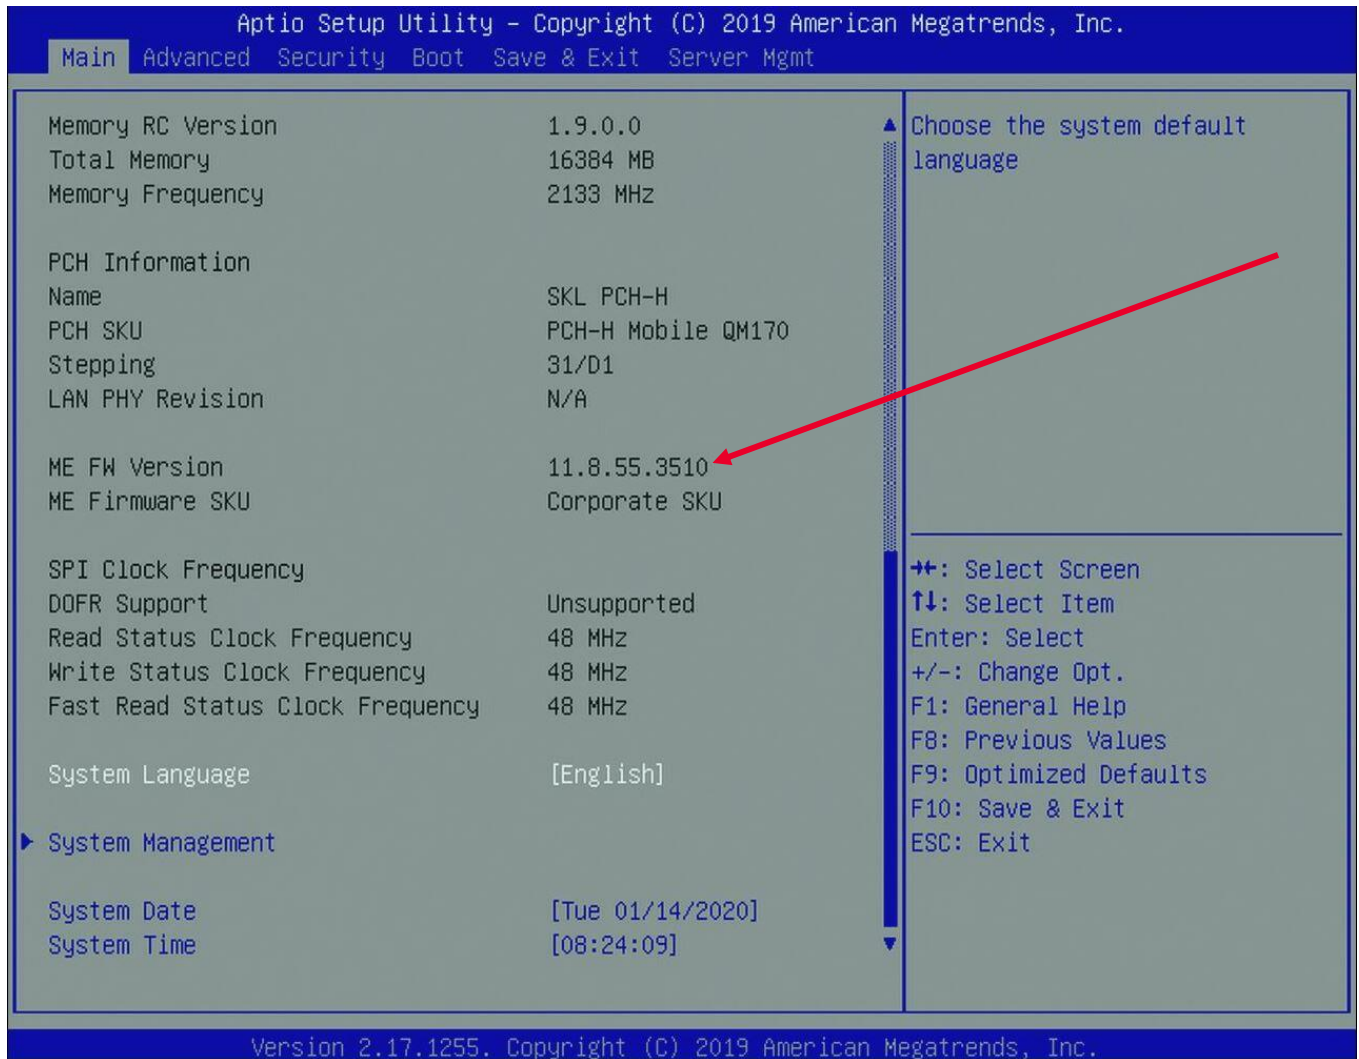 Aptio Setup Utility – Copyright (C) 2019 American Megatrends, Inc.
Main Advanced Security Boot Save & Exit Server Mgmt
Memory RC Version 1.9.0.0
Total Memory 16384 MB
Memory Frequency 2133 MHz
PCH Information
Name SKL PCH-H
PCH SKU PCH-H Mobile QM170
Stepping 31/D1
LAN PHY Revision N/A
ME FW Version 11.8.55.3510
ME Firmware SKU Corporate SKU
SPI Clock Frequency
DOFR Support Unsupported
Read Status Clock Frequency 48 MHz
Write Status Clock Frequency 48 MHz
Fast Read Status Clock Frequency 48 MHz
System Language [English]
System Management
System Date [Tue 01/14/2020]
System Time [08:24:09]
Choose the system default
language
→←: Select Screen
↑↓: Select Item
Enter: Select
+/-: Change Opt.
F1: General Help
F8: Previous Values
F9: Optimized Defaults
F10: Save & Exit
ESC: Exit
Version 2.17.1255. Copyright (C) 2019 American Megatrends, Inc.